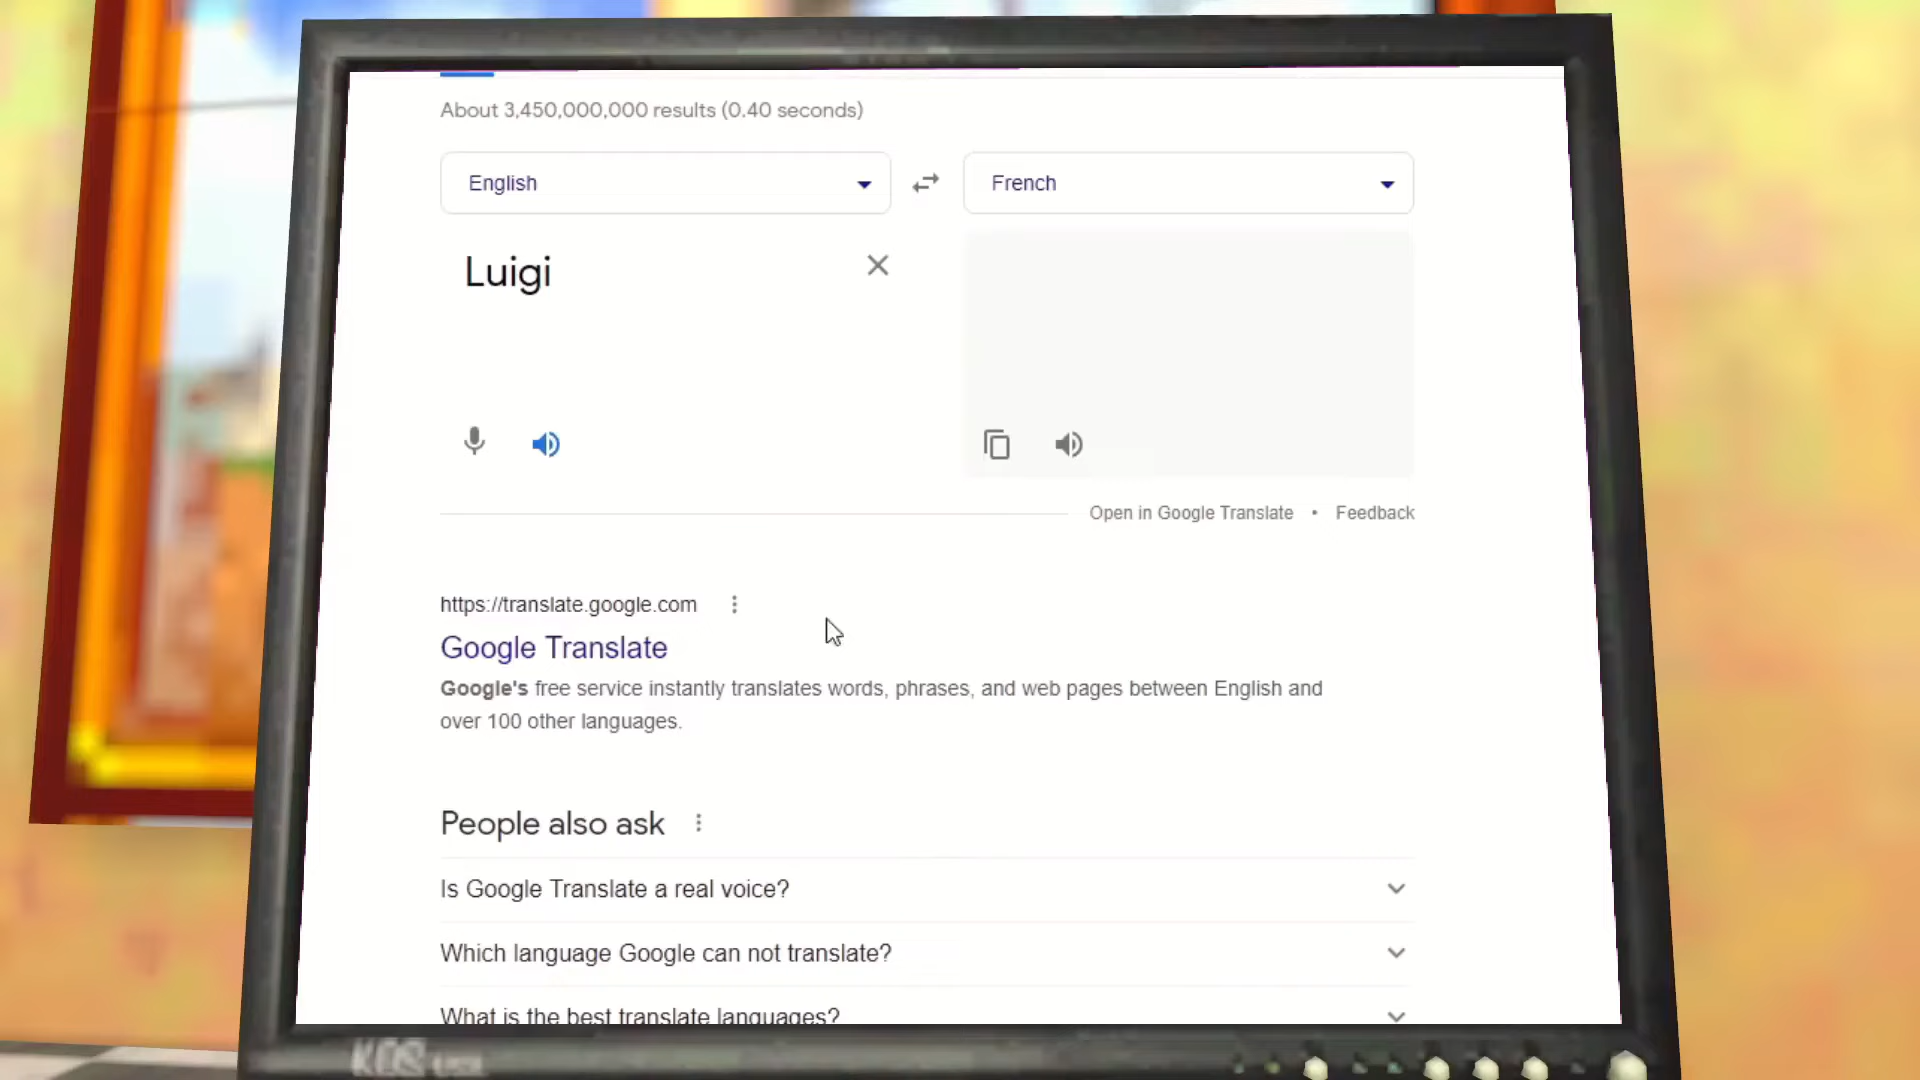 About 3,450,000,000 results (0.40 seconds)
English
French
Luigi
Open in Google Translate • Feedback
https://translate.google.com
Google Translate
Google's free service instantly translates words, phrases, and web pages between English and
over 100 other languages.
People also ask
Is Google Translate a real voice?
Which language Google can not translate?
What is the best translate languages?